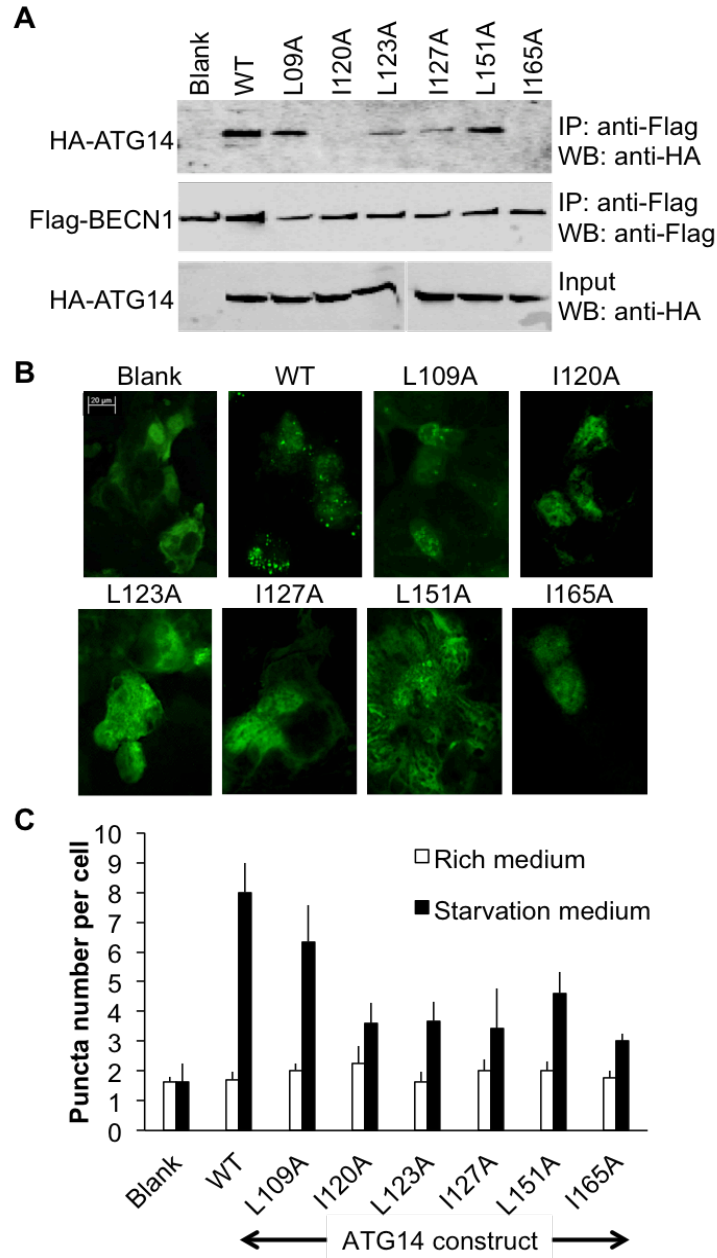 A
Blank WT L09A I120A L123A I127A L151A I165A
HA-ATG14
IP: anti-Flag
WB: anti-HA
Flag-BECN1
IP: anti-Flag
WB: anti-Flag
HA-ATG14
Input
WB: anti-HA
B
Blank WT L109A I120A
20 µm
L123A I127A L151A I165A
C
Puncta number per cell
10
9
8
7
6
5
4
3
2
1
0
Rich medium
Starvation medium
Blank WT L109A I120A L123A I127A L151A I165A
ATG14 construct